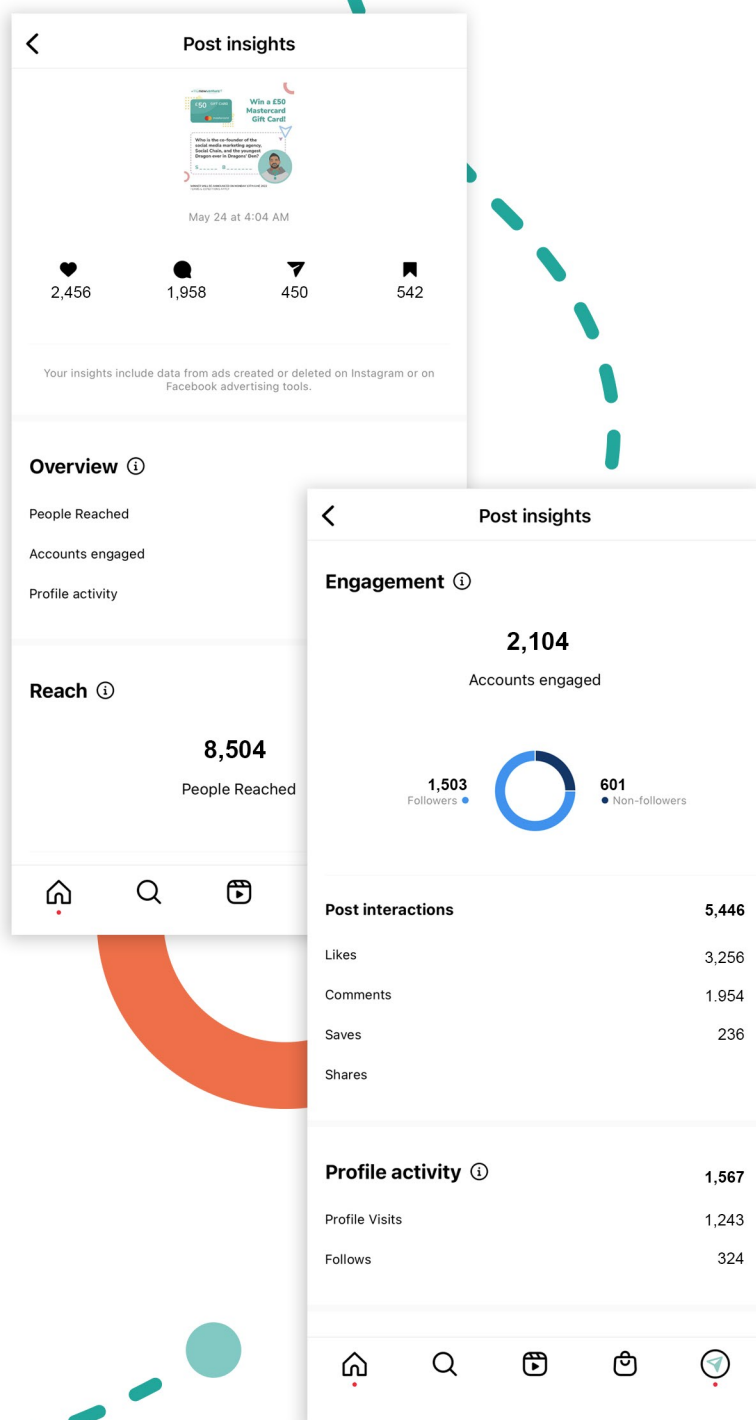 Post insights
£50 GIFT CARD
Win a £50
Mastercard
Gift Card!
Who is the co-founder of the
social media marketing agency,
Social Chain, and the youngest
Dragon ever in Dragons' Den?
S_____ B_______
May 24 at 4:04 AM
2,456 1,958 450 542
Your insights include data from ads created or deleted on Instagram or on
Facebook advertising tools.
Overview
People Reached
Accounts engaged
Profile activity
Reach
8,504
People Reached
Post insights
Engagement
2,104
Accounts engaged
1,503 601
Followers Non-followers
Post interactions 5,446
Likes 3,256
Comments 1.954
Saves 236
Shares
Profile activity 1,567
Profile Visits 1,243
Follows 324